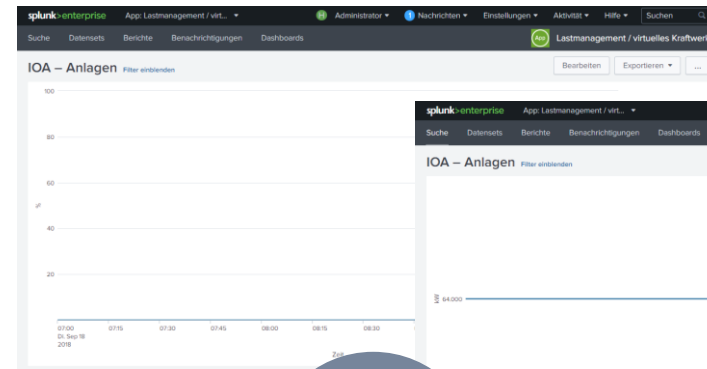 splunk>enterprise App: Lastmanagement / virt... Administrator Nachrichten Einstellungen Aktivität Hilfe Suchen
Suche Datensets Berichte Benachrichtigungen Dashboards App Lastmanagement / virtuelles Kraftwerk
IOA – Anlagen Filter einblenden Bearbeiten Exportieren ...
100
80
60
%
40
20
07:00 07:15 07:30 07:45 08:00 08:15 08:30
Di. Sep 18
2018
Zeit
splunk>enterprise App: Lastmanagement / virt...
Suche Datensets Berichte Benachrichtigungen Dashboards
IOA – Anlagen Filter einblenden
64.000